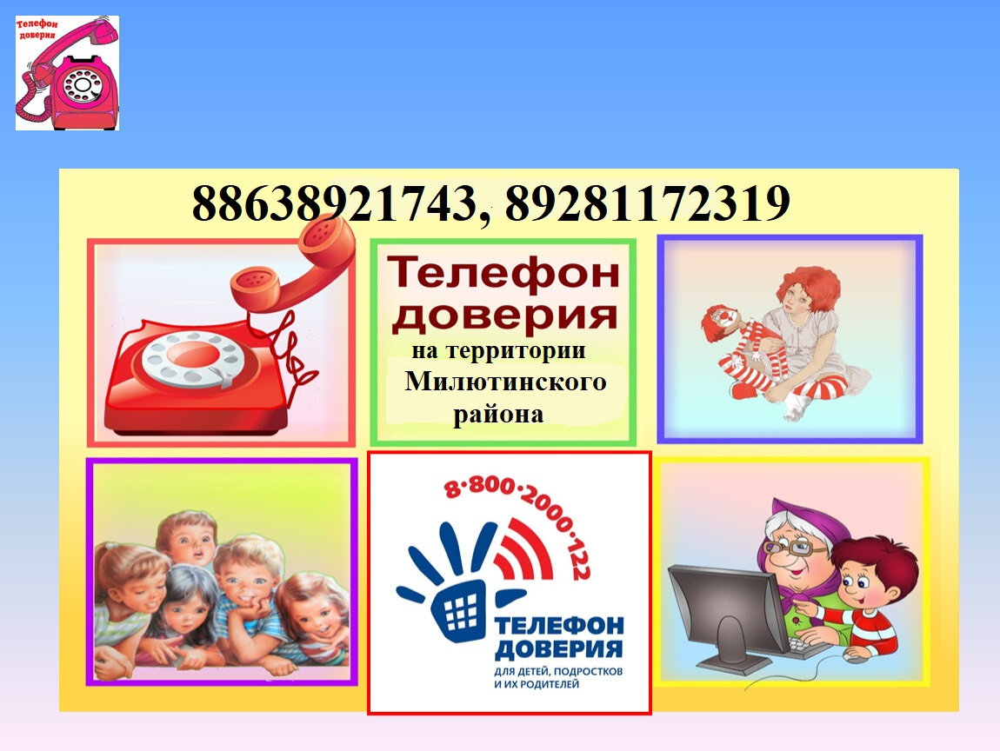 Телефон
доверия
88638921743, 89281172319
Телефон
доверия
на территории
Милютинского
района
8·800·2000·122
ТЕЛЕФОН
ДОВЕРИЯ
ДЛЯ ДЕТЕЙ, ПОДРОСТКОВ
И ИХ РОДИТЕЛЕЙ